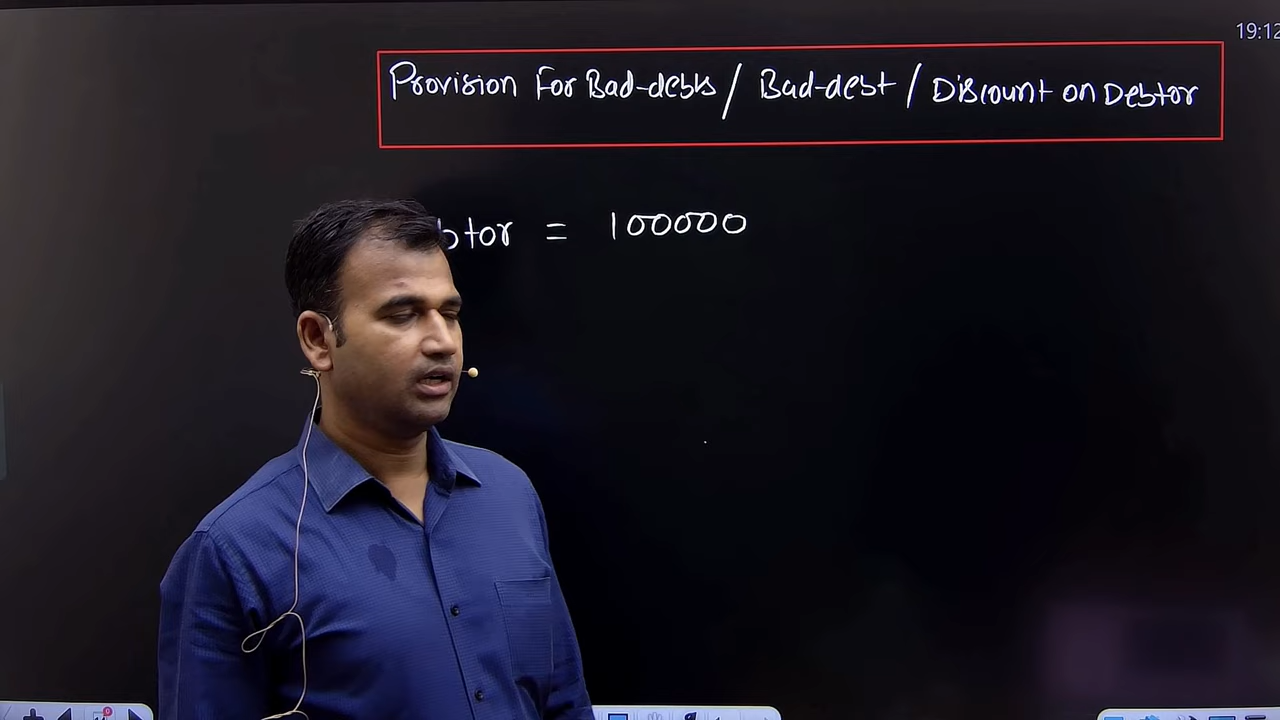 19:12
Provision For Bad-debts / Bad-debt / Discount on Debtor
btor = 100000